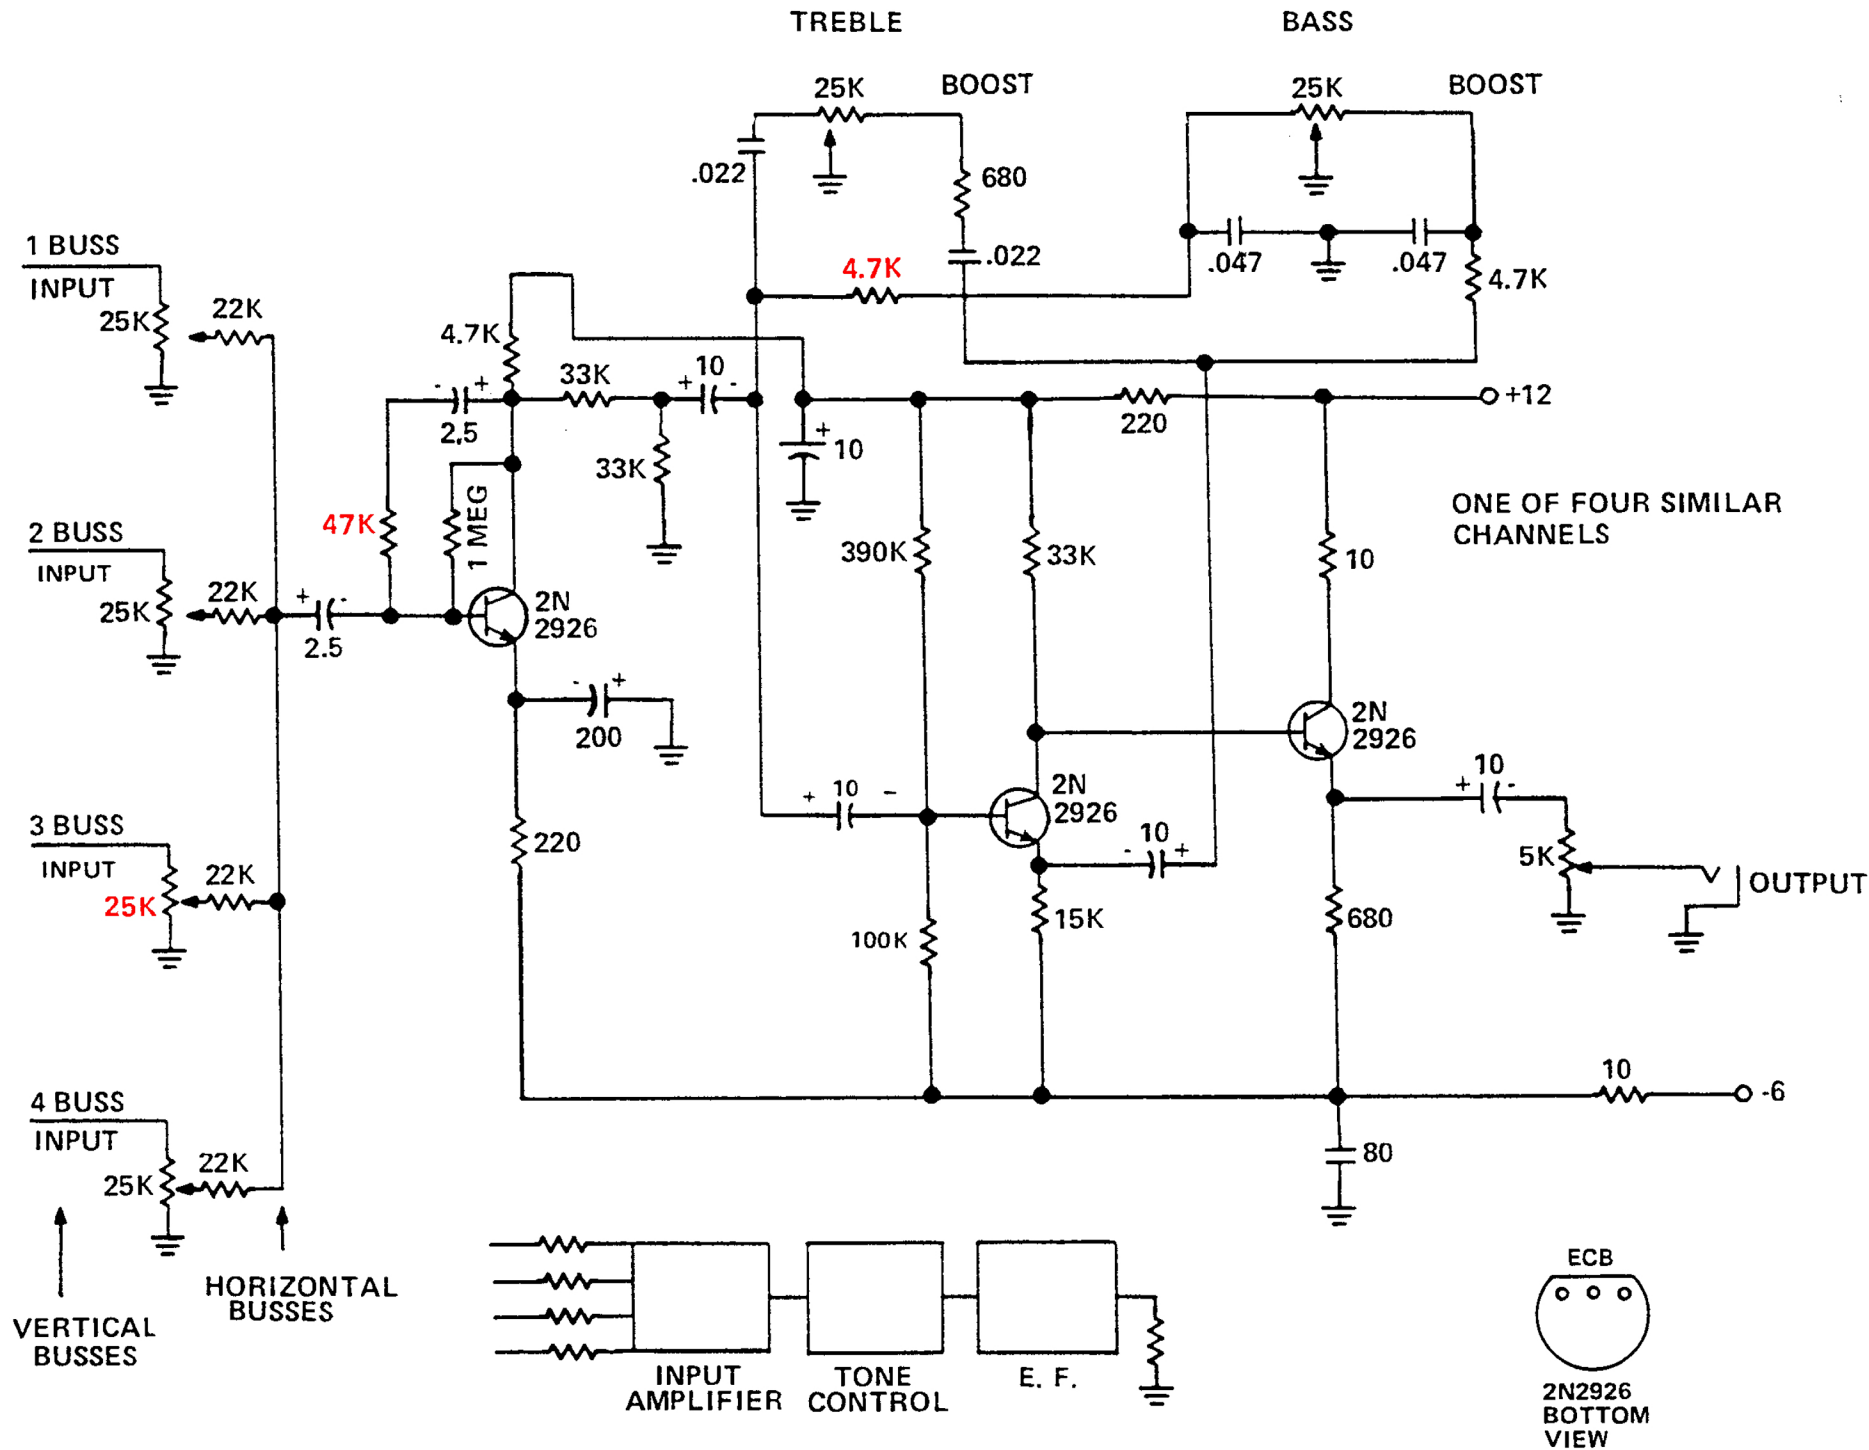 TREBLE
BASS
25K
BOOST
25K
BOOST
.022
680
.022
4.7K
.047
.047
4.7K
1 BUSS
INPUT
25K
22K
4.7K
33K
10
+ -
- +
2.5
+12
220
+
10
33K
47K
1 MEG
390K
33K
10
ONE OF FOUR SIMILAR
CHANNELS
2 BUSS
INPUT
25K
22K
+ -
2.5
2N
2926
- +
200
2N
2926
10
+ -
3 BUSS
INPUT
25K
22K
220
+ 10 -
2N
2926
10
- +
5K
OUTPUT
100K
15K
680
10
-6
80
4 BUSS
INPUT
25K
22K
VERTICAL
BUSSES
HORIZONTAL
BUSSES
INPUT
AMPLIFIER
TONE
CONTROL
E. F.
ECB
2N2926
BOTTOM
VIEW